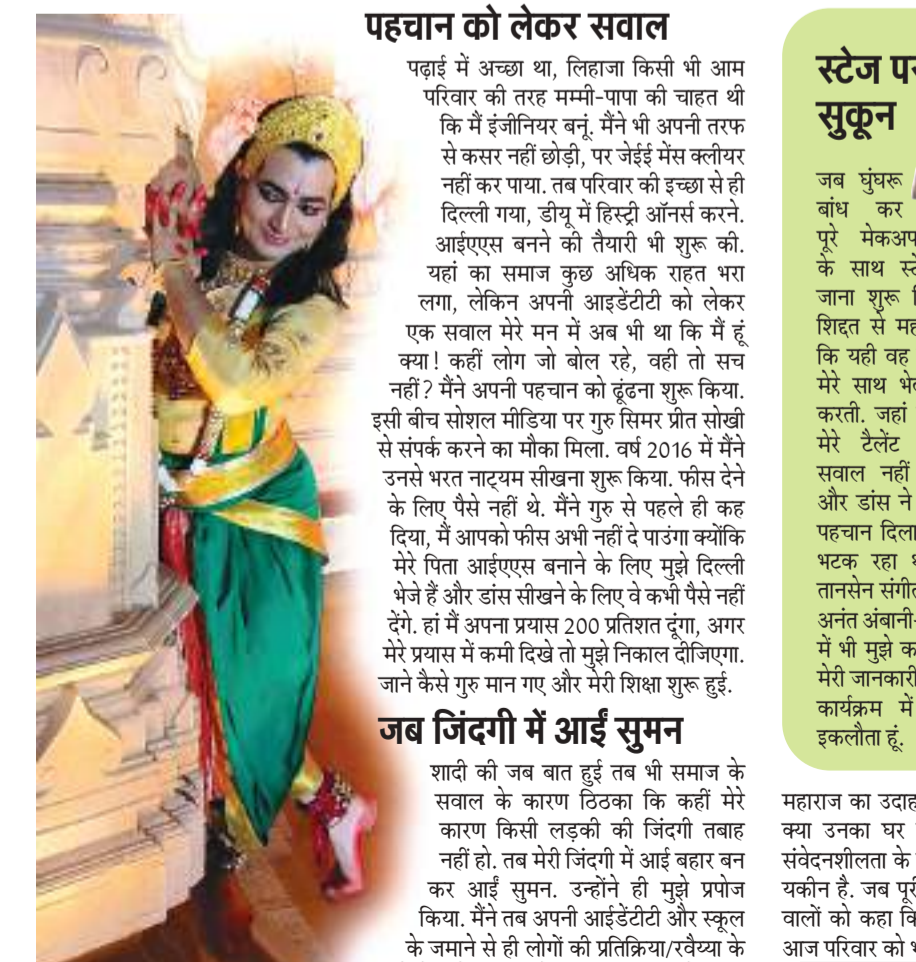 पहचान को लेकर सवाल
पढ़ाई में अच्छा था, लिहाजा किसी भी आम
परिवार की तरह मम्मी-पापा की चाहत थी
कि मैं इंजीनियर बनूं. मैंने भी अपनी तरफ
से कसर नहीं छोड़ी, पर जेईई मेंस क्लीयर
नहीं कर पाया. तब परिवार की इच्छा से ही
दिल्ली गया, डीयू में हिस्ट्री ऑनर्स करने.
आईएएस बनने की तैयारी भी शुरू की.
यहां का समाज कुछ अधिक राहत भरा
लगा, लेकिन अपनी आइडेंटीटी को लेकर
एक सवाल मेरे मन में अब भी था कि मैं हूं
क्या! कहीं लोग जो बोल रहे, वही तो सच
नहीं? मैंने अपनी पहचान को ढूंढना शुरू किया.
इसी बीच सोशल मीडिया पर गुरु सिमर प्रीत सोखी
से संपर्क करने का मौका मिला. वर्ष 2016 में मैंने
उनसे भरत नाट्यम सीखना शुरू किया. फीस देने
के लिए पैसे नहीं थे. मैंने गुरु से पहले ही कह
दिया, मैं आपको फीस अभी नहीं दे पाउंगा क्योंकि
मेरे पिता आईएएस बनाने के लिए मुझे दिल्ली
भेजे हैं और डांस सीखने के लिए वे कभी पैसे नहीं
देंगे. हां मैं अपना प्रयास 200 प्रतिशत दूंगा, अगर
मेरे प्रयास में कमी दिखे तो मुझे निकाल दीजिएगा.
जाने कैसे गुरु मान गए और मेरी शिक्षा शुरू हुई.
जब जिंदगी में आईं सुमन
शादी की जब बात हुई तब भी समाज के
सवाल के कारण ठिठका कि कहीं मेरे
कारण किसी लड़की की जिंदगी तबाह
नहीं हो. तब मेरी जिंदगी में आई बहार बन
कर आईं सुमन. उन्होंने ही मुझे प्रपोज
किया. मैंने तब अपनी आईडेंटीटी और स्कूल
के जमाने से ही लोगों की प्रतिक्रिया/रवैय्या के
स्टेज पर
सुकून
जब घुंघरू
बांध कर
पूरे मेकअप
के साथ
जाना शुरू
शिद्दत से
कि यही वह
मेरे साथ
करती. जहां
मेरे टैलेंट
सवाल नहीं
और डांस ने
पहचान
भटक रहा
तानसेन
अनंत अंबानी-
में भी मुझे
मेरी जानकारी
कार्यक्रम में
इकलौता हूं.
महाराज का
क्या उनका घर
संवेदनशीलता के
यकीन है. जब
वालों को कहा
आज परिवार को